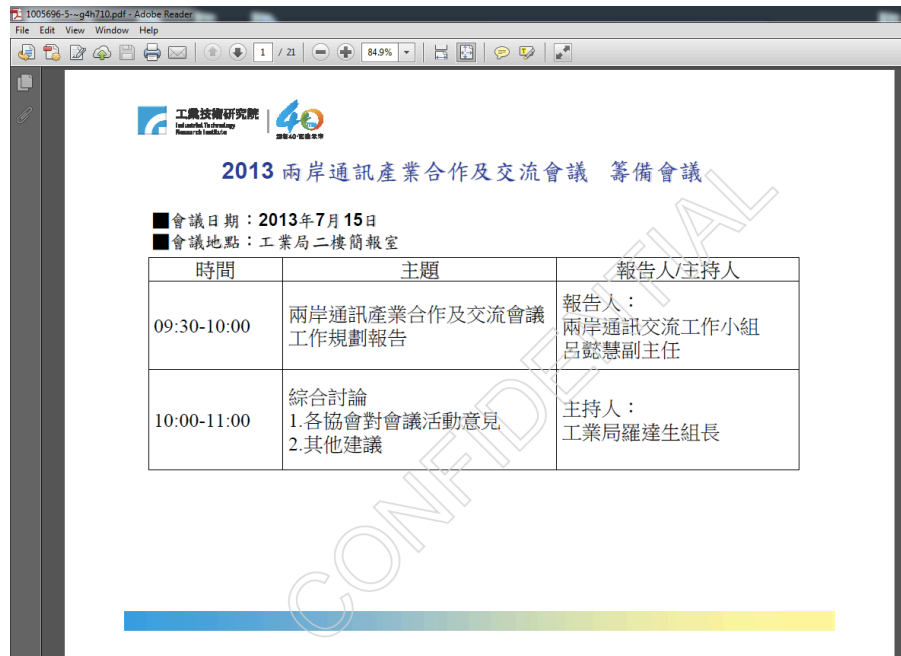 1005696-5-~g4h710.pdf - Adobe Reader
File Edit View Window Help
1 / 21 84.9%
工業技術研究院
Industrial Technology
Research Institute
40
2013 兩岸通訊產業合作及交流會議 籌備會議
■會議日期：2013年7月15日
■會議地點：工業局二樓簡報室
時間 主題 報告人/主持人
09:30-10:00
兩岸通訊產業合作及交流會議
工作規劃報告
報告人：
兩岸通訊交流工作小組
呂懿慧副主任
10:00-11:00
綜合討論
1.各協會對會議活動意見
2.其他建議
主持人：
工業局羅達生組長
CONFIDENTIAL